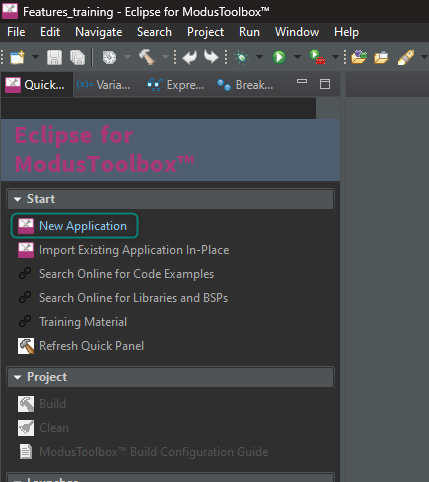 Features_training - Eclipse for ModusToolbox™
File Edit Navigate Search Project Run Window Help
Quick... (x)= Varia... Expre... Break...
Eclipse for
ModusToolbox™
Start
New Application
Import Existing Application In-Place
Search Online for Code Examples
Search Online for Libraries and BSPs
Training Material
Refresh Quick Panel
Project
Build
Clean
ModusToolbox™ Build Configuration Guide